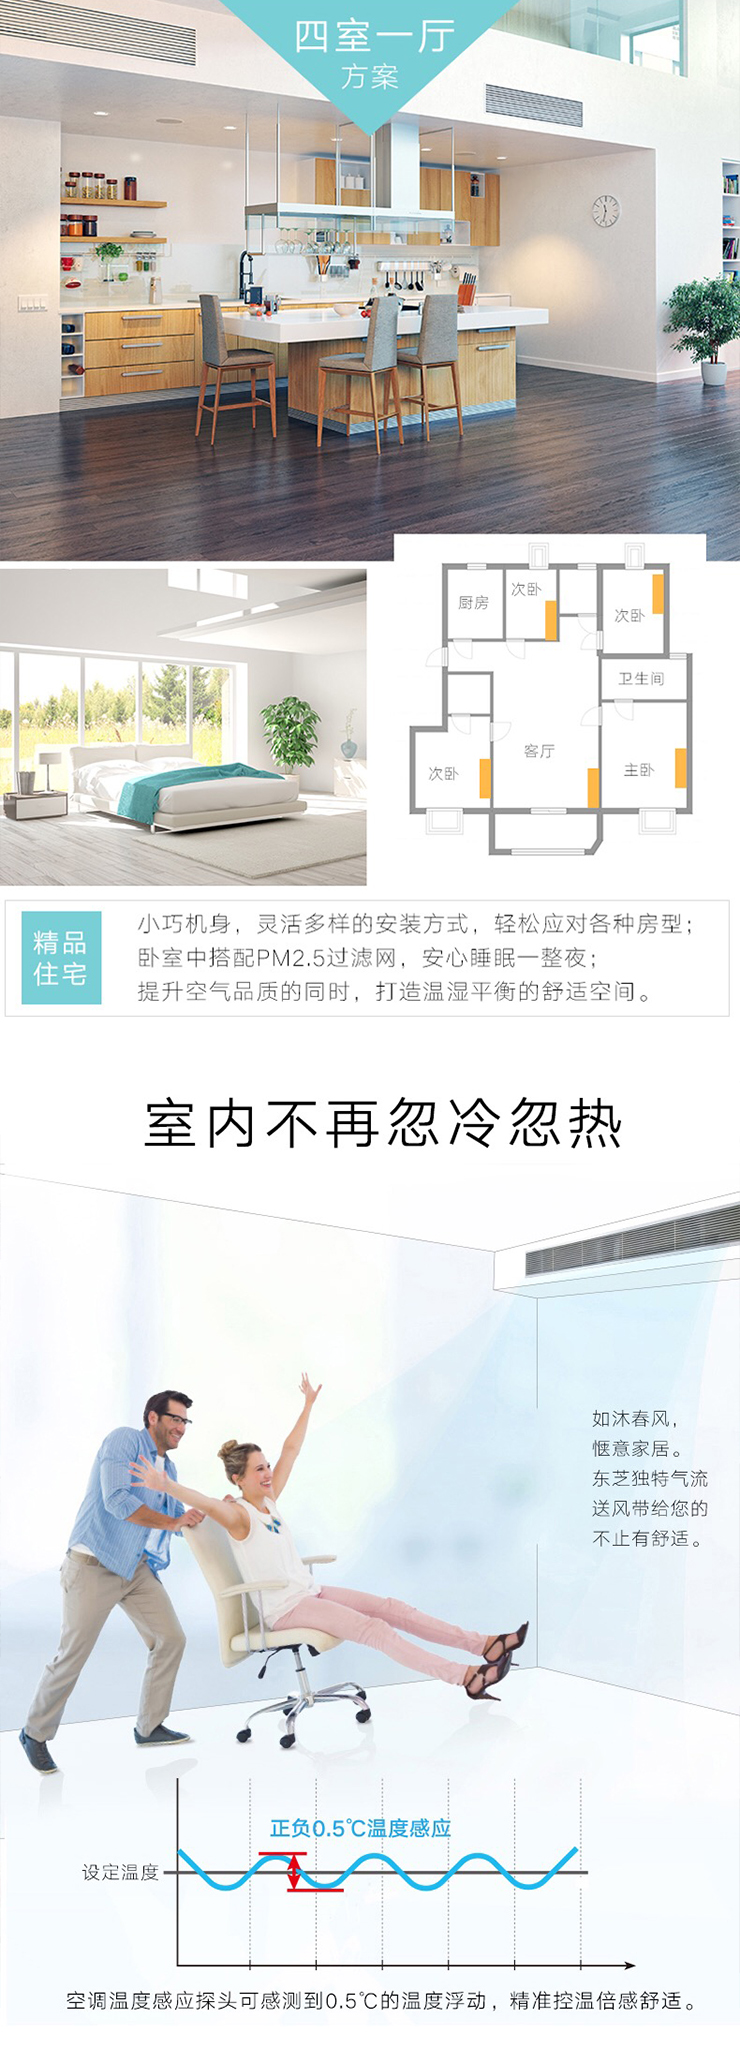 四室一厅
方案
厨房
次卧
次卧
卫生间
客厅
次卧
主卧
精品
住宅
小巧机身，灵活多样的安装方式，轻松应对各种房型；
卧室中搭配PM2.5过滤网，安心睡眠一整夜；
提升空气品质的同时，打造温湿平衡的舒适空间。
室内不再忽冷忽热
如沐春风，
惬意家居。
东芝独特气流
送风带给您的
不止有舒适。
正负0.5℃温度感应
设定温度
空调温度感应探头可感测到0.5℃的温度浮动，精准控温倍感舒适。